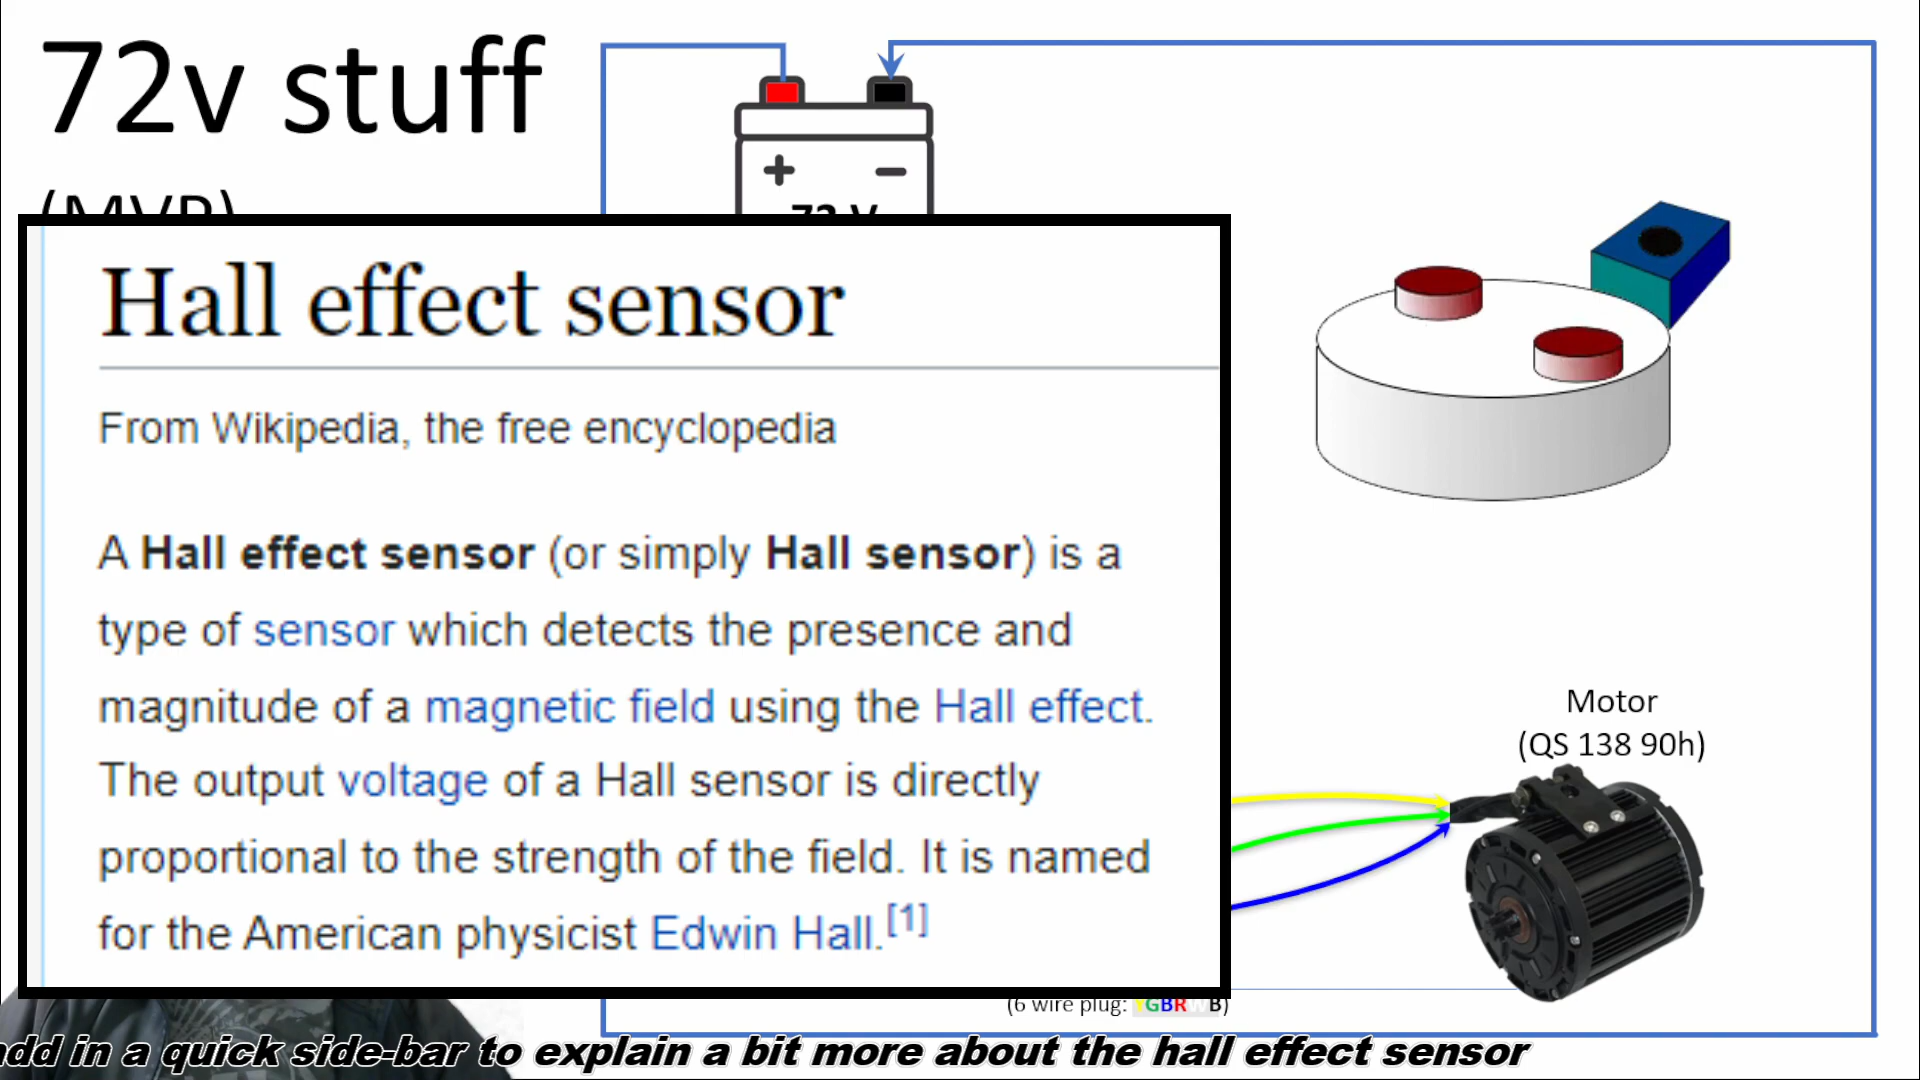 72v stuff
(MVP)
+ −
72 V
Hall effect sensor
From Wikipedia, the free encyclopedia
A Hall effect sensor (or simply Hall sensor) is a
type of sensor which detects the presence and
magnitude of a magnetic field using the Hall effect.
The output voltage of a Hall sensor is directly
proportional to the strength of the field. It is named
for the American physicist Edwin Hall.[1]
Motor
(QS 138 90h)
(6 wire plug: YGBRWB)
add in a quick side-bar to explain a bit more about the hall effect sensor